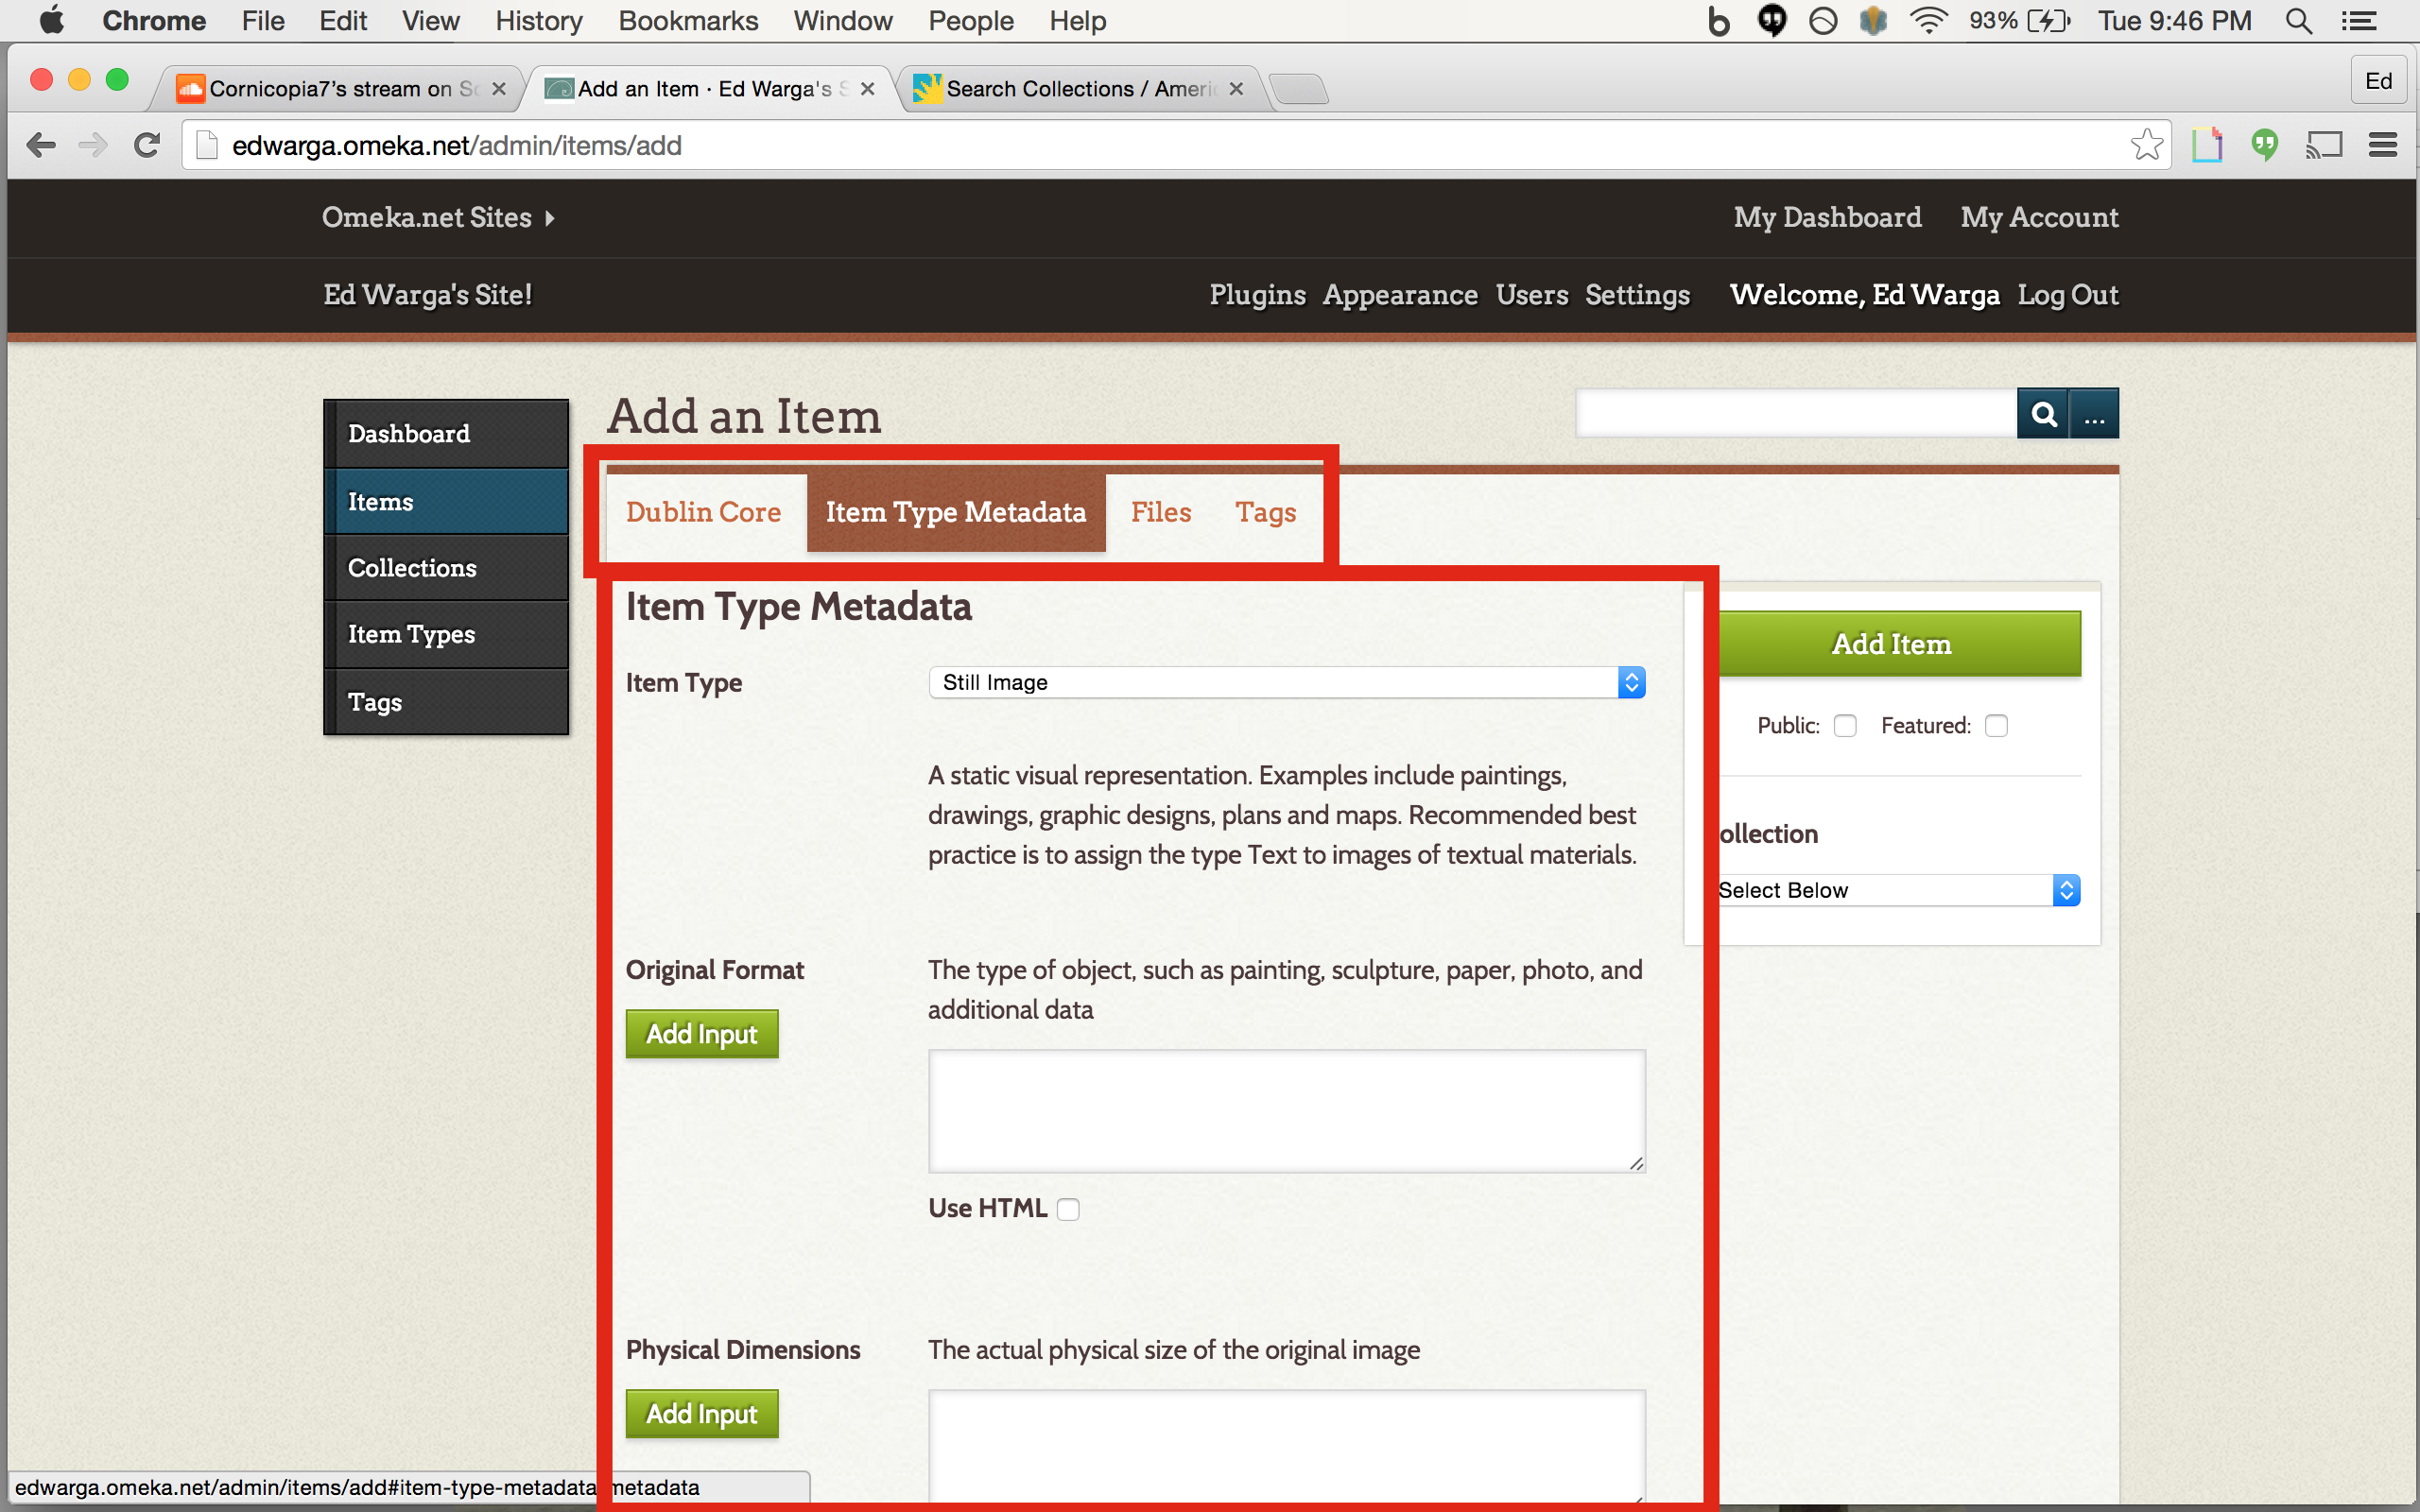 Chrome File Edit View History Bookmarks Window People Help 93% Tue 9:46 PM
Cornicopia7's stream on S Add an Item · Ed Warga's S Search Collections / Ameri Ed
edwarga.omeka.net/admin/items/add
Omeka.net Sites My Dashboard My Account
Ed Warga's Site! Plugins Appearance Users Settings Welcome, Ed Warga Log Out
Dashboard
Items
Collections
Item Types
Tags
Add an Item
...
Dublin Core Item Type Metadata Files Tags
Item Type Metadata
Item Type Still Image
A static visual representation. Examples include paintings,
drawings, graphic designs, plans and maps. Recommended best
practice is to assign the type Text to images of textual materials.
Original Format
Add Input
The type of object, such as painting, sculpture, paper, photo, and
additional data
Use HTML
Physical Dimensions
Add Input
The actual physical size of the original image
Add Item
Public: Featured:
ollection
Select Below
edwarga.omeka.net/admin/items/add#item-type-metadata metadata